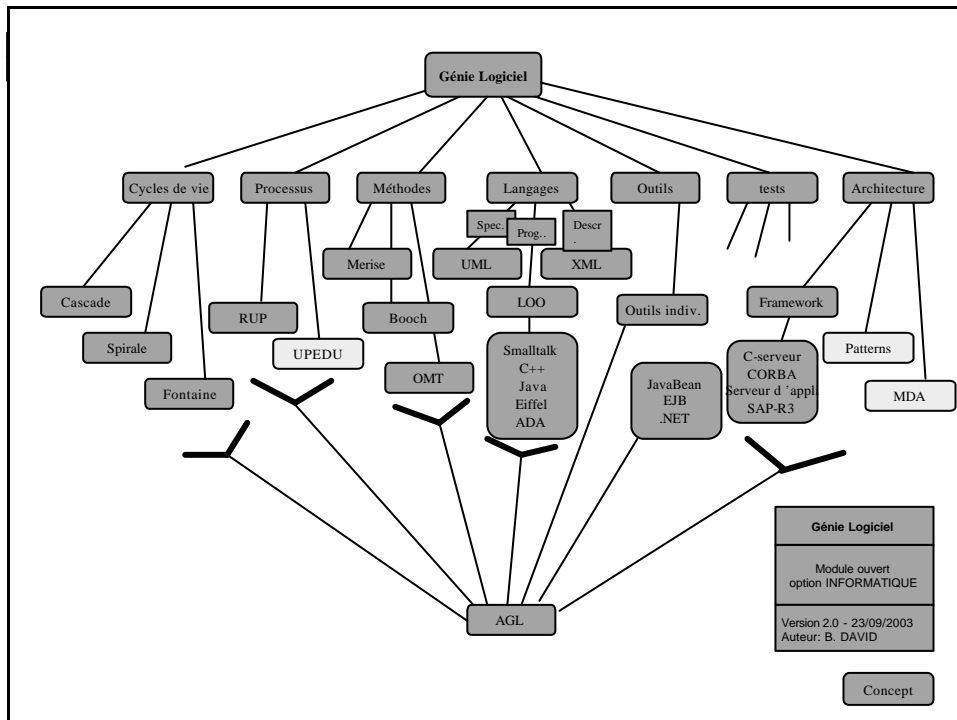 Génie Logiciel
Cycles de vie
Processus
Méthodes
Langages
Outils
tests
Architecture
Spec.
Prog..
Descr
.
Merise
UML
XML
Cascade
RUP
Booch
LOO
Outils indiv.
Framework
Spirale
UPEDU
Patterns
Fontaine
OMT
Smalltalk
C++
Java
Eiffel
ADA
JavaBean
EJB
.NET
C-serveur
CORBA
Serveur d ’appli
SAP-R3
MDA
AGL
Génie Logiciel
Module ouvert
option INFORMATIQUE
Version 2.0 - 23/09/2003
Auteur: B. DAVID
Concept